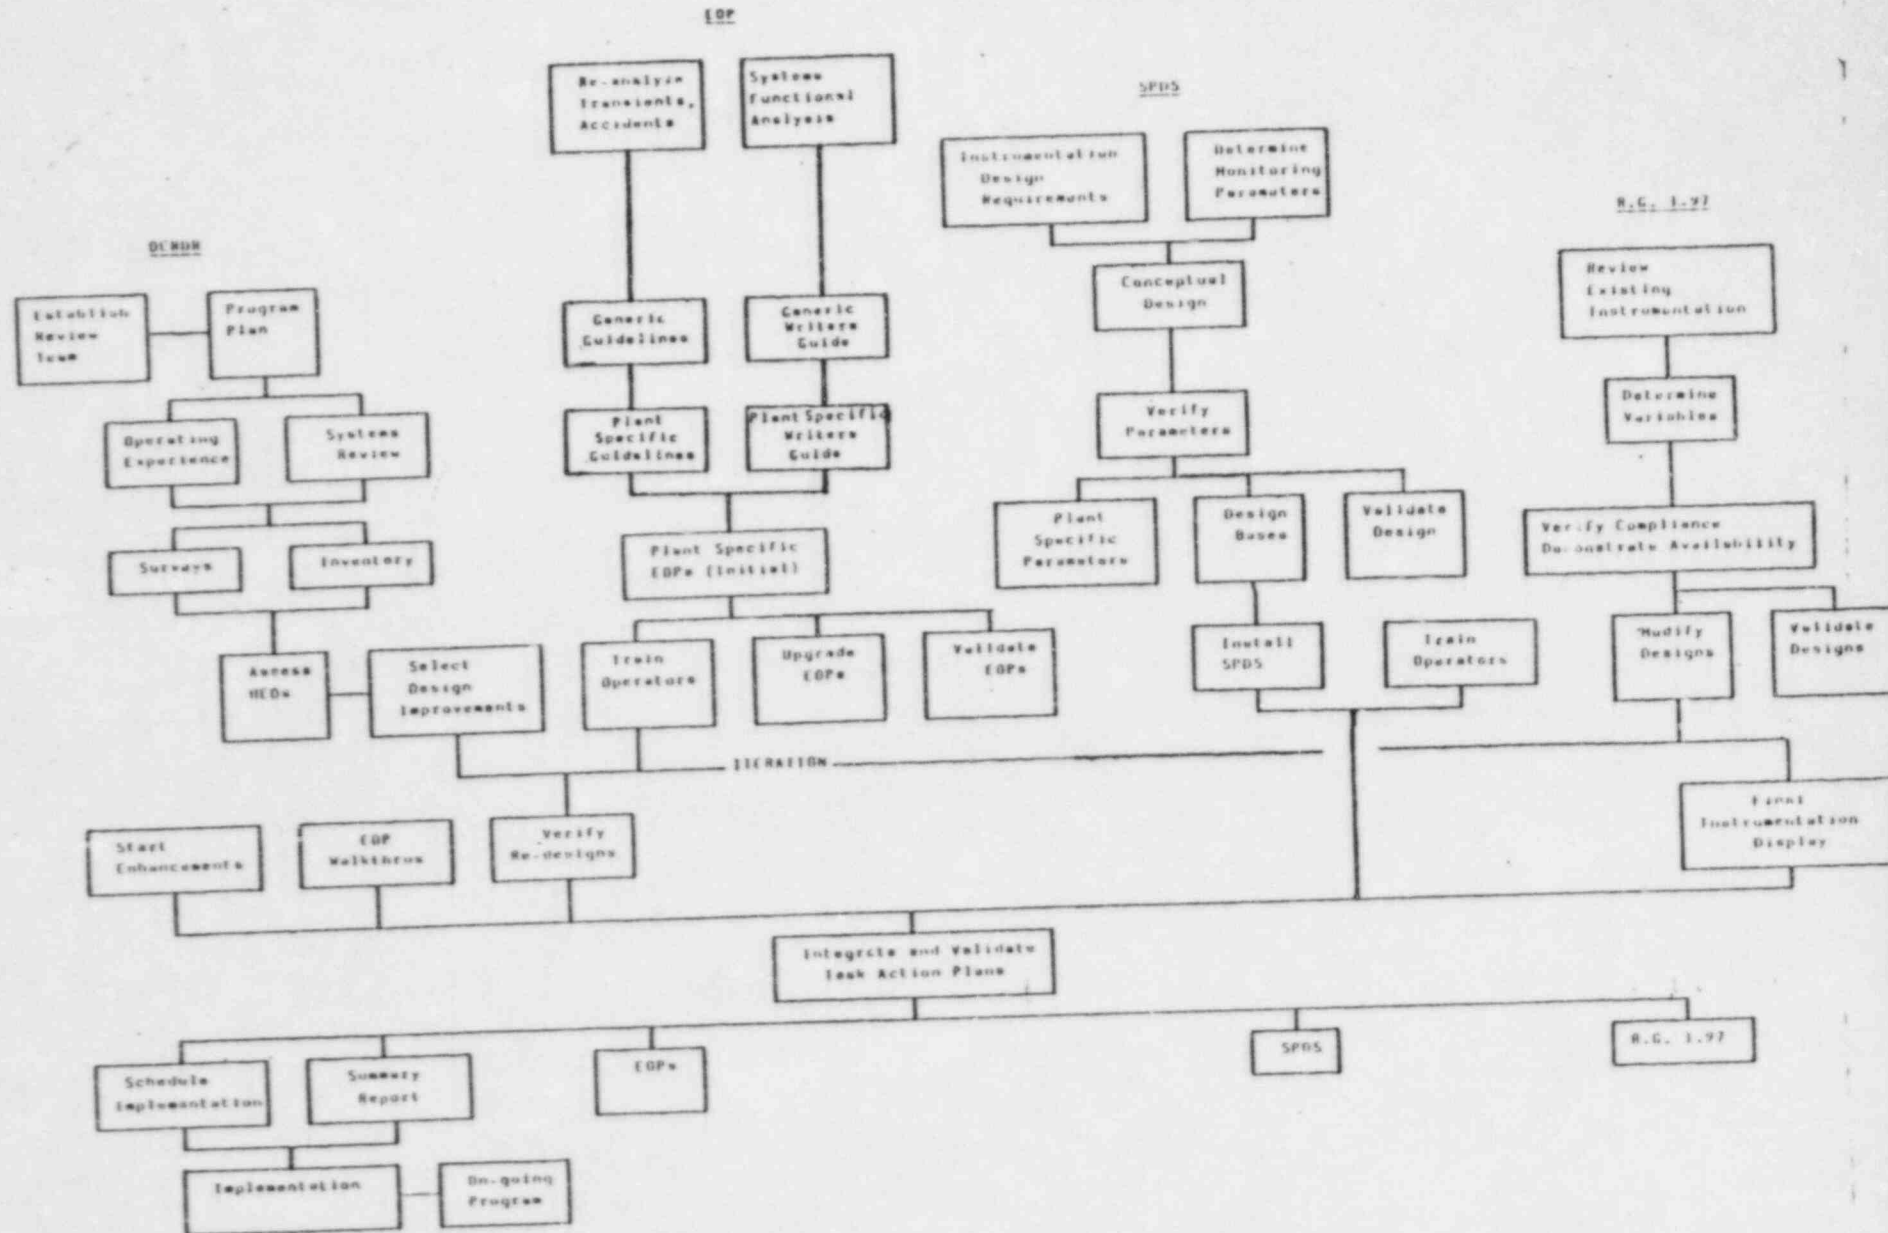 EOP
Re-analyze
Transients,
Accidents
Systems
Functional
Analysis
SPDS
Instrumentation
Design
Requirements
Determine
Monitoring
Parameters
R.G. 1.97
DCRDR
Establish
Review
Team
Program
Plan
Generic
Guidelines
Generic
Writers
Guide
Conceptual
Design
Review
Existing
Instrumentation
Operating
Experience
Systems
Review
Plant
Specific
Guidelines
Plant Specific
Writers
Guide
Verify
Parameters
Determine
Variables
Surveys
Inventory
Plant Specific
EOPs (Initial)
Plant
Specific
Parameters
Design
Bases
Validate
Design
Verify Compliance
Demonstrate Availability
Assess
HEDs
Select
Design
Improvements
Train
Operators
Upgrade
EOPs
Validate
EOPs
Install
SPDS
Train
Operators
Modify
Designs
Validate
Designs
ITERATION
Start
Enhancements
EOP
Walkthrus
Verify
Re-designs
Final
Instrumentation
Display
Integrate and Validate
Task Action Plans
Schedule
Implementation
Summary
Report
EOPs
SPDS
R.G. 1.97
Implementation
On-going
Program